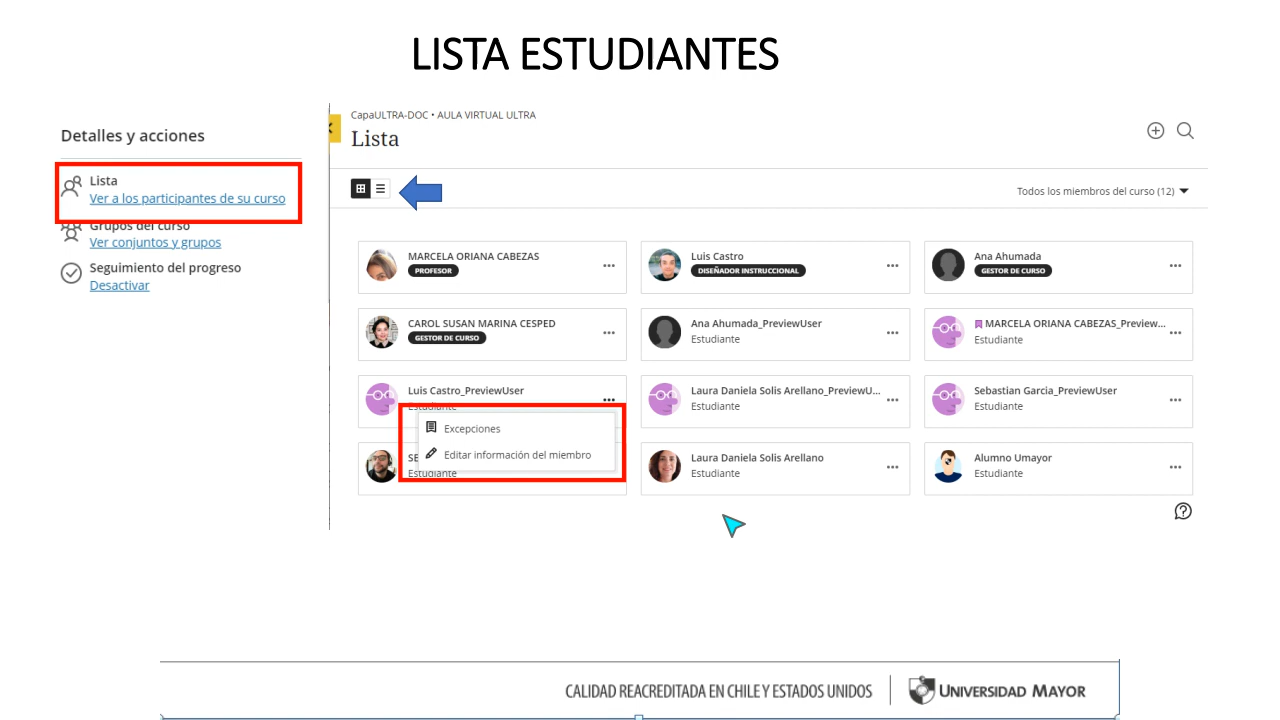 LISTA ESTUDIANTES
Detalles y acciones
Lista
Ver a los participantes de su curso
Grupos del curso
Ver conjuntos y grupos
Seguimiento del progreso
Desactivar
CapaULTRA-DOC • AULA VIRTUAL ULTRA
Lista
Todos los miembros del curso (12)
MARCELA ORIANA CABEZAS
PROFESOR
Luis Castro
DISEÑADOR INSTRUCCIONAL
Ana Ahumada
GESTOR DE CURSO
CAROL SUSAN MARINA CESPED
GESTOR DE CURSO
Ana Ahumada_PreviewUser
Estudiante
MARCELA ORIANA CABEZAS_Preview...
Estudiante
Luis Castro_PreviewUser
Estudiante
Laura Daniela Solis Arellano_PreviewU...
Estudiante
Sebastian Garcia_PreviewUser
Estudiante
Excepciones
Editar información del miembro
SE
Estudiante
Laura Daniela Solis Arellano
Estudiante
Alumno Umayor
Estudiante
CALIDAD REACREDITADA EN CHILE Y ESTADOS UNIDOS
UNIVERSIDAD MAYOR